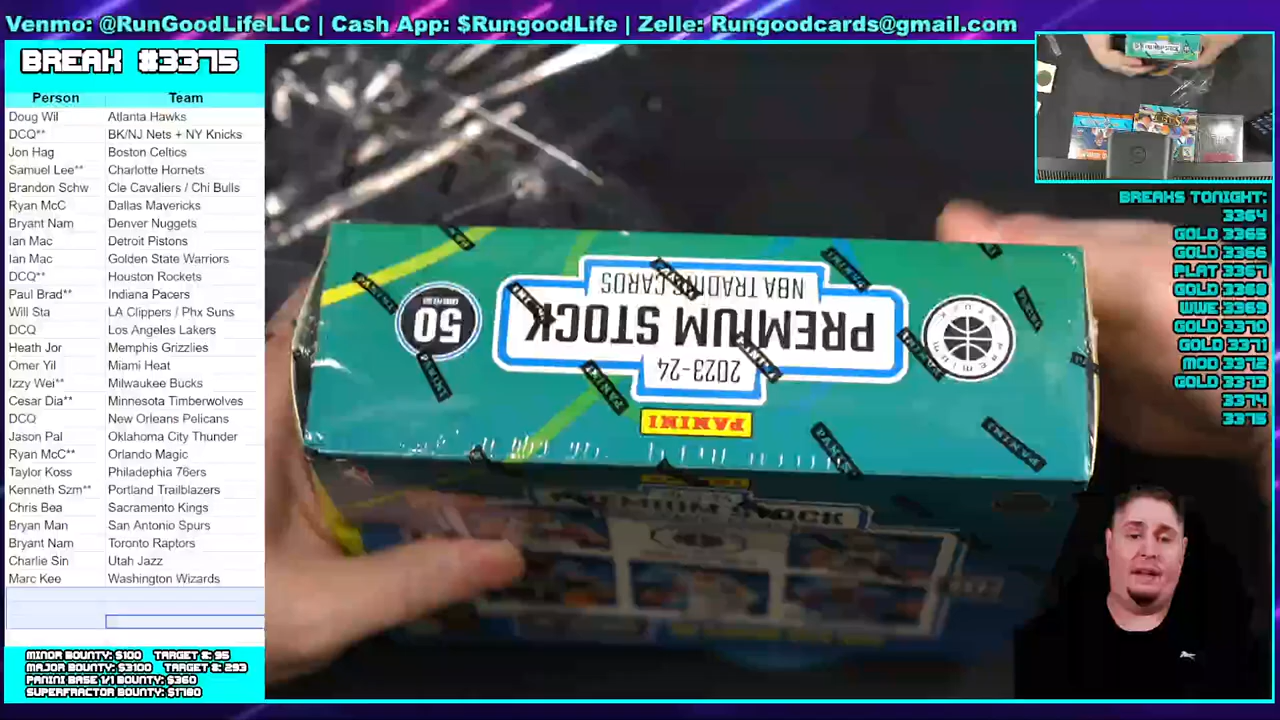 Venmo: @RunGoodLifeLLC | Cash App: $RungoodLife | Zelle: Rungoodcards@gmail.com
BREAK #3375
Person Team
Doug Wil Atlanta Hawks
DCQ** BK/NJ Nets + NY Knicks
Jon Hag Boston Celtics
Samuel Lee** Charlotte Hornets
Brandon Schw Cle Cavaliers / Chi Bulls
Ryan McC Dallas Mavericks
Bryant Nam Denver Nuggets
Ian Mac Detroit Pistons
Ian Mac Golden State Warriors
DCQ** Houston Rockets
Paul Brad** Indiana Pacers
Will Sta LA Clippers / Phx Suns
DCQ Los Angeles Lakers
Heath Jor Memphis Grizzlies
Omer Yil Miami Heat
Izzy Wei** Milwaukee Bucks
Cesar Dia** Minnesota Timberwolves
DCQ New Orleans Pelicans
Jason Pal Oklahoma City Thunder
Ryan McC** Orlando Magic
Taylor Koss Philadephia 76ers
Kenneth Szm** Portland Trailblazers
Chris Bea Sacramento Kings
Bryan Man San Antonio Spurs
Bryant Nam Toronto Raptors
Charlie Sin Utah Jazz
Marc Kee Washington Wizards
MINOR BOUNTY: $100 TARGET #: 95
MAJOR BOUNTY: $3100 TARGET #: 293
PANINI BASE 1/1 BOUNTY: $360
SUPERFRACTOR BOUNTY: $1780
PANINI
2023-24
PREMIUM STOCK
NBA TRADING CARDS
50
PREMIUM STOCK
BREAKS TONIGHT:
3364
GOLD 3365
GOLD 3366
PLAT 3367
GOLD 3368
WWE 3369
GOLD 3370
GOLD 3371
MOD 3372
GOLD 3373
3374
3375